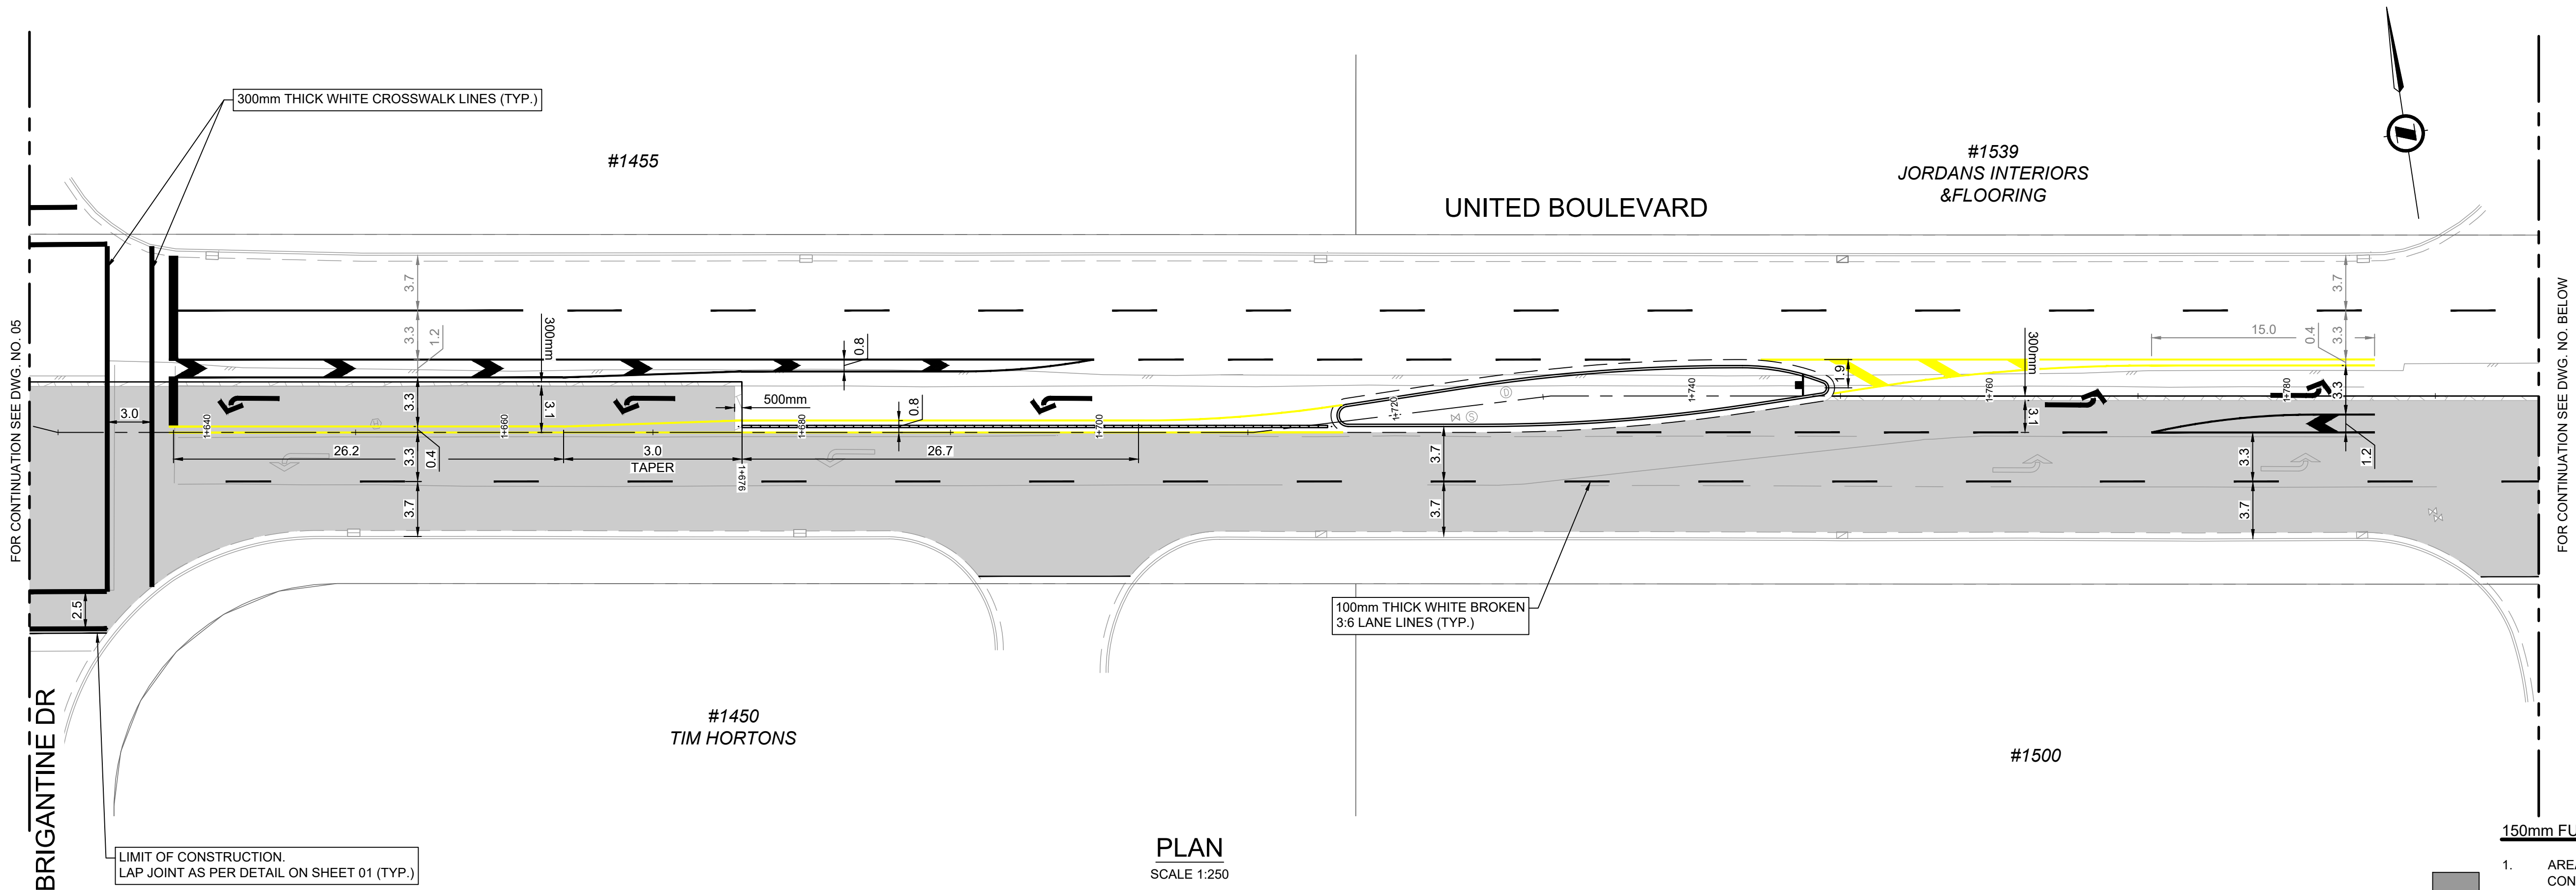 300mm THICK WHITE CROSSWALK LINES (TYP.)
#1455
#1539
JORDANS INTERIORS
&FLOORING
UNITED BOULEVARD
FOR CONTINUATION SEE DWG. NO. 05
FOR CONTINUATION SEE DWG. NO. BELOW
3.7
3.3
1.2
300mm
0.8
3.7
3.3
0.4
15.0
300mm
1.9
3.0
3.3
3.1
500mm
0.8
3.1
3.3
1+640
1+660
1+680
1+700
1+720
1+740
1+760
1+780
D
S
26.2
3.3
0.4
3.0
TAPER
1+676
26.7
3.7
3.3
1.2
3.7
3.7
3.7
2.5
100mm THICK WHITE BROKEN
3:6 LANE LINES (TYP.)
BRIGANTINE DR
#1450
TIM HORTONS
#1500
LIMIT OF CONSTRUCTION.
LAP JOINT AS PER DETAIL ON SHEET 01 (TYP.)
PLAN
SCALE 1:250
150mm FU
1. AREA
CON